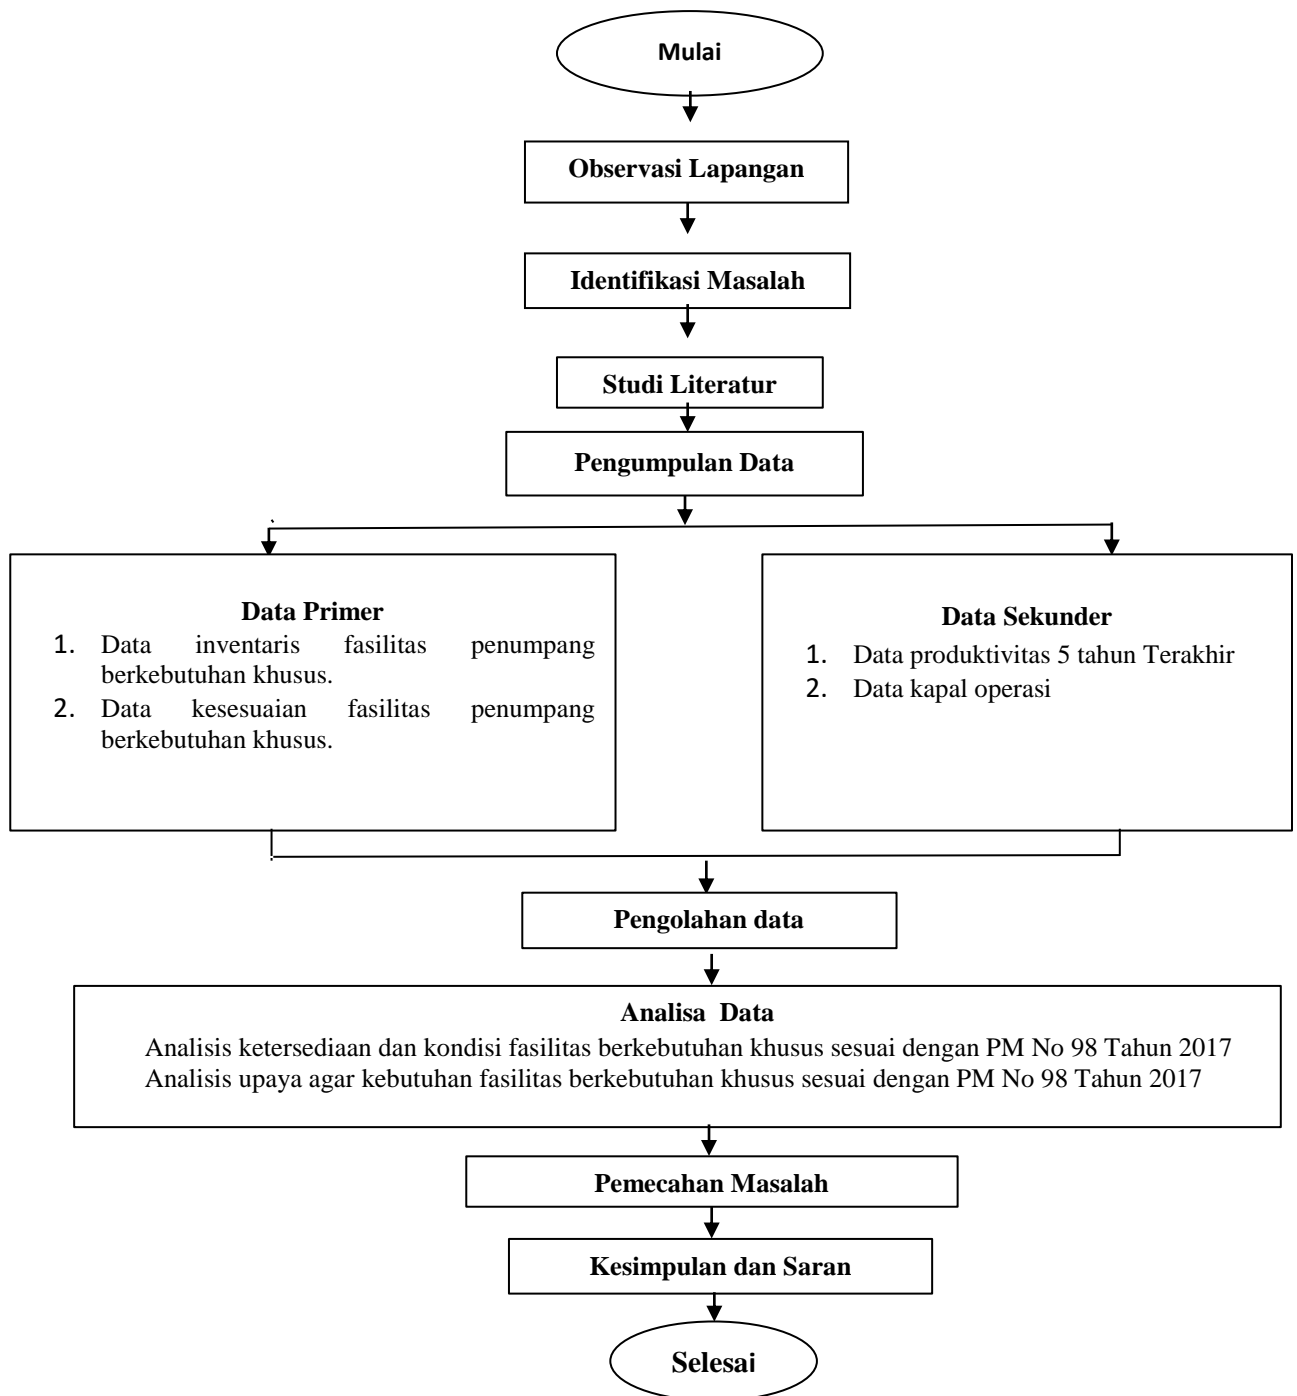 Mulai
Observasi Lapangan
Identifikasi Masalah
Studi Literatur
Pengumpulan Data
Data Primer
1. Data inventaris fasilitas penumpang
berkebutuhan khusus.
2. Data kesesuaian fasilitas penumpang
berkebutuhan khusus.
Data Sekunder
1. Data produktivitas 5 tahun Terakhir
2. Data kapal operasi
Pengolahan data
Analisa Data
Analisis ketersediaan dan kondisi fasilitas berkebutuhan khusus sesuai dengan PM No 98 Tahun 2017
Analisis upaya agar kebutuhan fasilitas berkebutuhan khusus sesuai dengan PM No 98 Tahun 2017
Pemecahan Masalah
Kesimpulan dan Saran
Selesai